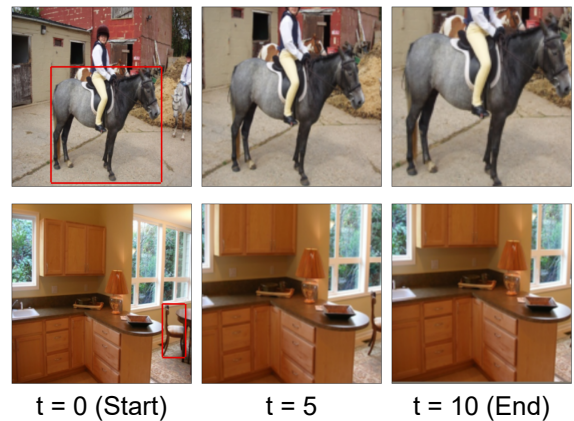 t = 0 (Start)
t = 5
t = 10 (End)